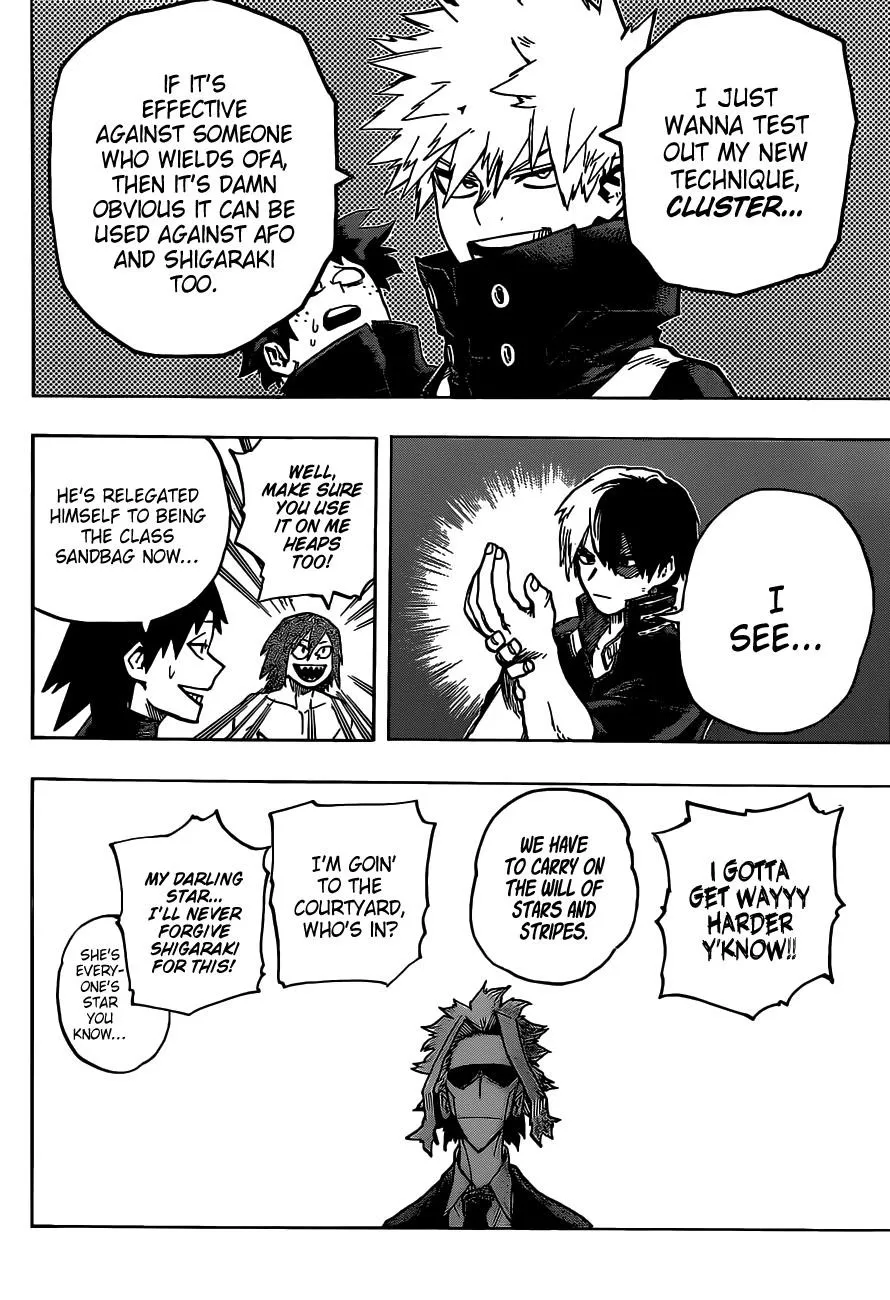 I JUST
WANNA TEST
OUT MY NEW
TECHNIQUE,
CLUSTER...
IF IT'S
EFFECTIVE
AGAINST SOMEONE
WHO WIELDS OFA,
THEN IT'S DAMN
OBVIOUS IT CAN BE
USED AGAINST AFO
AND SHIGARAKI
TOO.
I
SEE...
WELL,
MAKE SURE
YOU USE
IT ON ME
HEAPS
TOO!
HE'S RELEGATED
HIMSELF TO BEING
THE CLASS
SANDBAG NOW...
I GOTTA
GET WAYYY
HARDER
Y'KNOW!!
WE HAVE
TO CARRY ON
THE WILL OF
STARS AND
STRIPES.
I'M GOIN'
TO THE
COURTYARD,
WHO'S IN?
MY DARLING
STAR...
I'LL NEVER
FORGIVE
SHIGARAKI
FOR THIS!
SHE'S
EVERY-
ONE'S
STAR
YOU
KNOW...